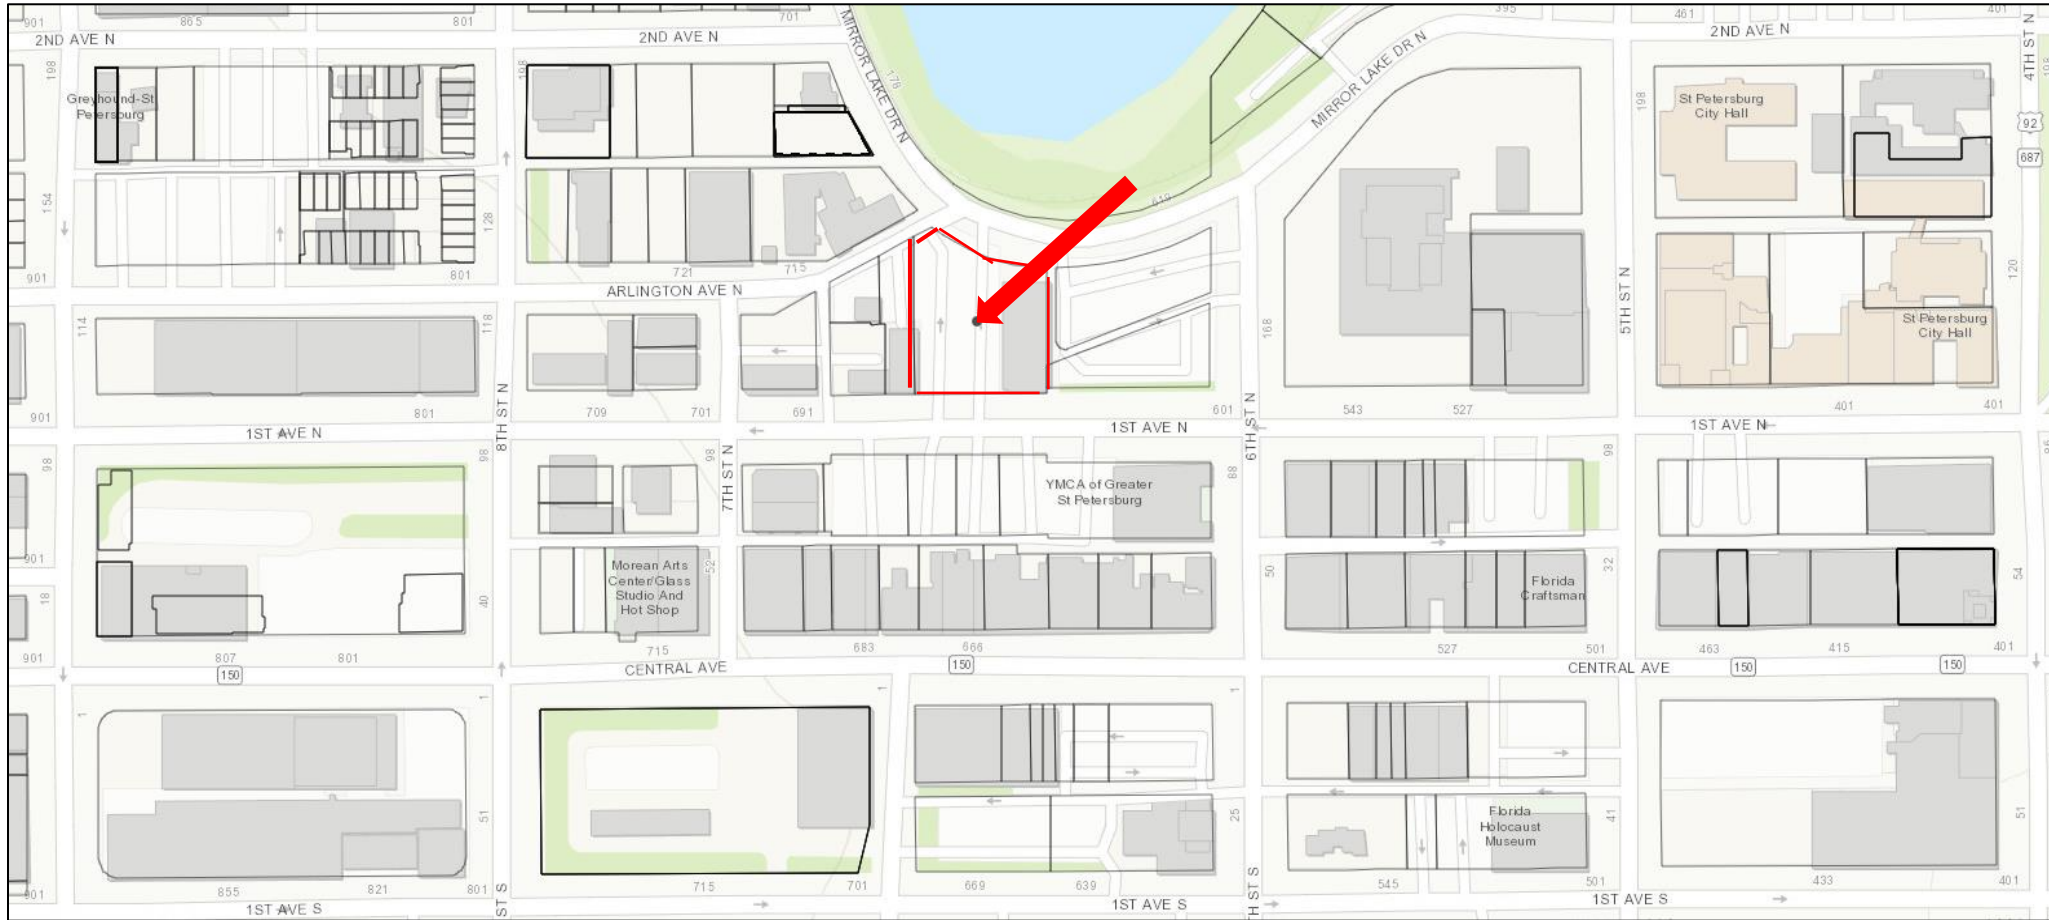 901
865
801
701
395
461
401
2ND AVE N
2ND AVE N
2ND AVE N
MIRROR LAKE DR N
MIRROR LAKE DR N
4TH ST N
198
198
178
198
198
Greyhound-St
Petersburg
St Petersburg
City Hall
92
687
154
128
619
120
901
801
721
715
ARLINGTON AVE N
114
118
168
5TH ST N
St Petersburg
City Hall
901
801
709
701
691
601
543
527
401
401
1ST AVE N
8TH ST N
7TH ST N
1ST AVE N
6TH ST N
1ST AVE N
98
98
98
88
98
YMCA of Greater
St Petersburg
901
18
40
52
50
32
54
Morean Arts
Center/Glass
Studio And
Hot Shop
Florida
Craftsman
901
807
801
715
683
666
527
501
463
415
401
150
CENTRAL AVE
150
CENTRAL AVE
150
150
1
1
1
1
51
25
41
51
Florida
Holocaust
Museum
901
855
821
801
715
701
669
639
545
501
433
401
1ST AVE S
ST S
1ST AVE S
TH ST S
1ST AVE S